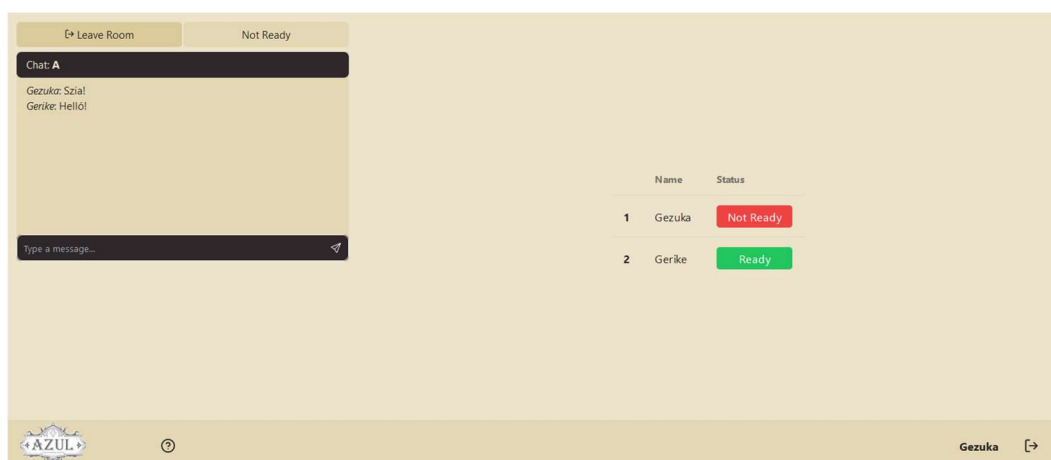 Leave Room
Not Ready
Chat: A
Gezuka: Szia!
Gerike: Helló!
Type a message...
Name Status
1 Gezuka Not Ready
2 Gerike Ready
AZUL
Gezuka